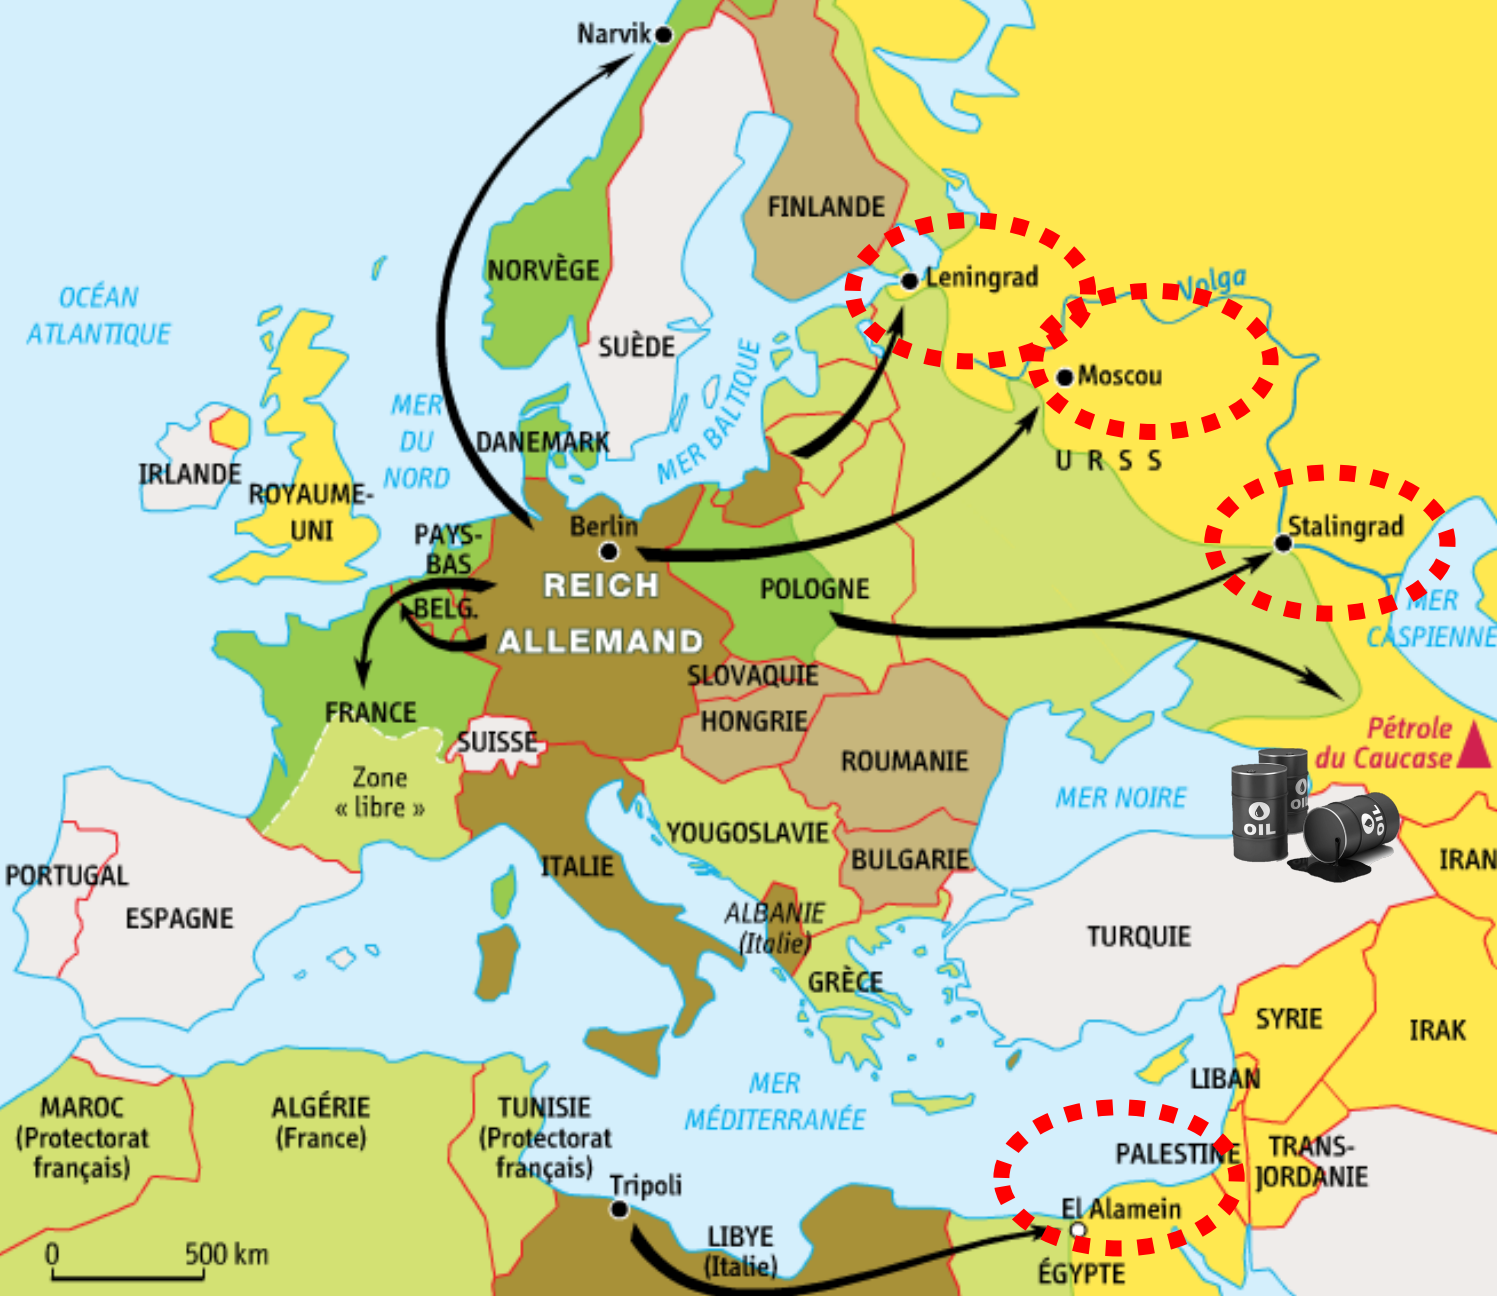 Narvik
FINLANDE
NORVÈGE
Leningrad
Volga
OCÉAN
ATLANTIQUE
SUÈDE
MER BALTIQUE
Moscou
MER
DU
NORD
DANEMARK
URSS
IRLANDE
ROYAUME-
UNI
Berlin
Stalingrad
PAYS-
BAS
REICH
ALLEMAND
POLOGNE
BELG.
MER
CASPIENNE
SLOVAQUIE
FRANCE
HONGRIE
SUISSE
Pétrole
du Caucase
ROUMANIE
Zone
« libre »
MER NOIRE
OIL
OIL
OIL
YOUGOSLAVIE
ITALIE
BULGARIE
IRAN
PORTUGAL
ESPAGNE
ALBANIE
(Italie)
TURQUIE
GRÈCE
SYRIE
IRAK
LIBAN
MER
MÉDITERRANÉE
MAROC
(Protectorat
français)
ALGÉRIE
(France)
TUNISIE
(Protectorat
français)
PALESTINE
TRANS-
JORDANIE
Tripoli
El Alamein
LIBYE
(Italie)
ÉGYPTE
0 500 km